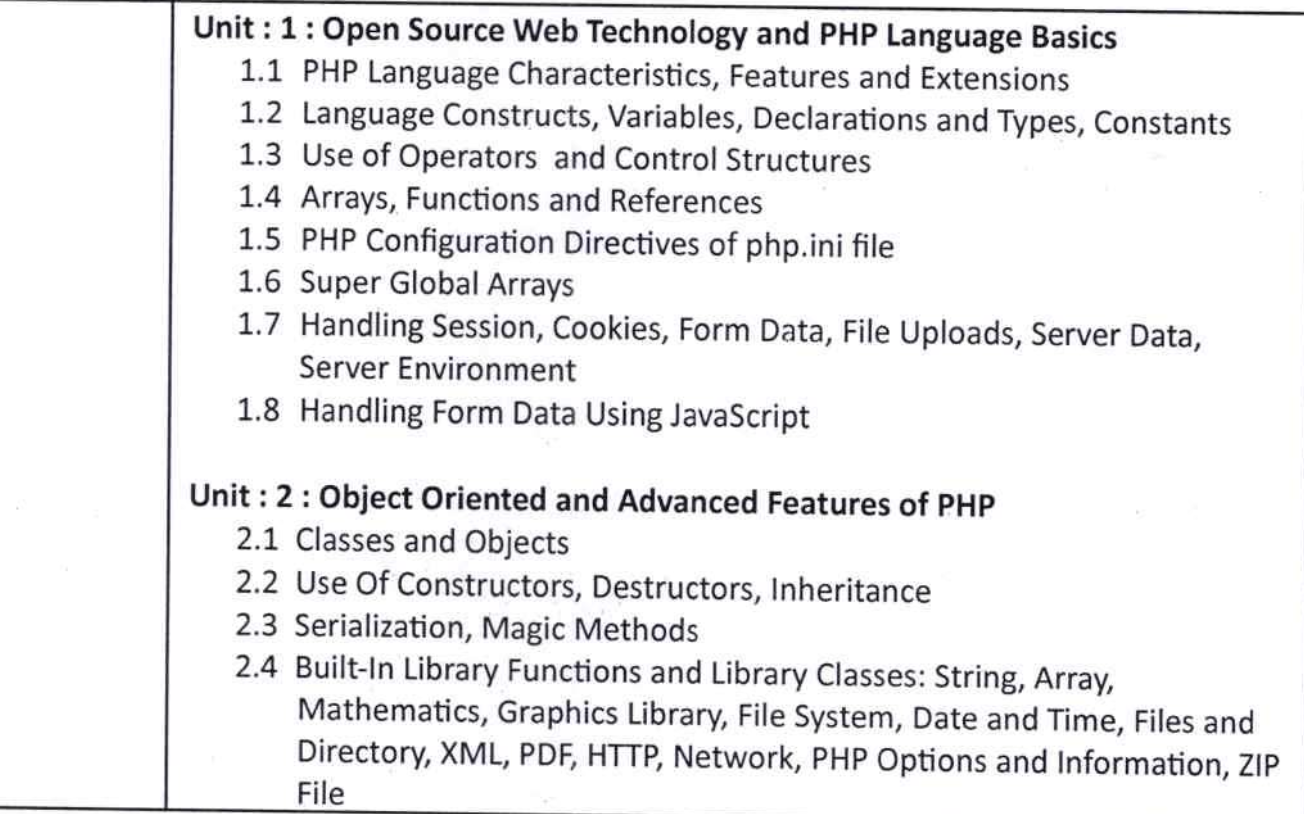 Unit : 1 : Open Source Web Technology and PHP Language Basics
1.1 PHP Language Characteristics, Features and Extensions
1.2 Language Constructs, Variables, Declarations and Types, Constants
1.3 Use of Operators and Control Structures
1.4 Arrays, Functions and References
1.5 PHP Configuration Directives of php.ini file
1.6 Super Global Arrays
1.7 Handling Session, Cookies, Form Data, File Uploads, Server Data,
Server Environment
1.8 Handling Form Data Using JavaScript
Unit : 2 : Object Oriented and Advanced Features of PHP
2.1 Classes and Objects
2.2 Use Of Constructors, Destructors, Inheritance
2.3 Serialization, Magic Methods
2.4 Built-In Library Functions and Library Classes: String, Array,
Mathematics, Graphics Library, File System, Date and Time, Files and
Directory, XML, PDF, HTTP, Network, PHP Options and Information, ZIP
File